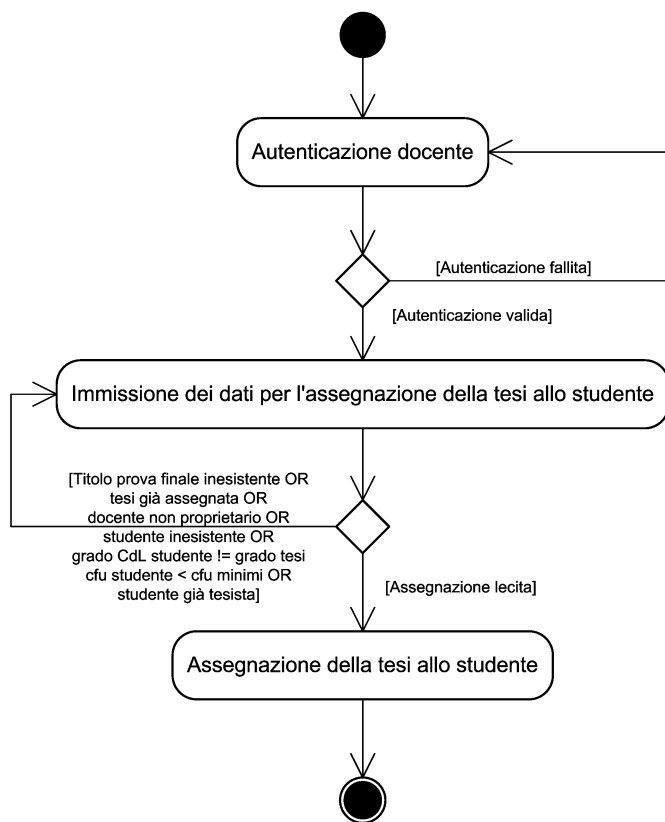 Autenticazione docente
[Autenticazione fallita]
[Autenticazione valida]
Immissione dei dati per l'assegnazione della tesi allo studente
[Titolo prova finale inesistente OR
tesi già assegnata OR
docente non proprietario OR
studente inesistente OR
grado CdL studente != grado tesi
cfu studente < cfu minimi OR
studente già tesista]
[Assegnazione lecita]
Assegnazione della tesi allo studente